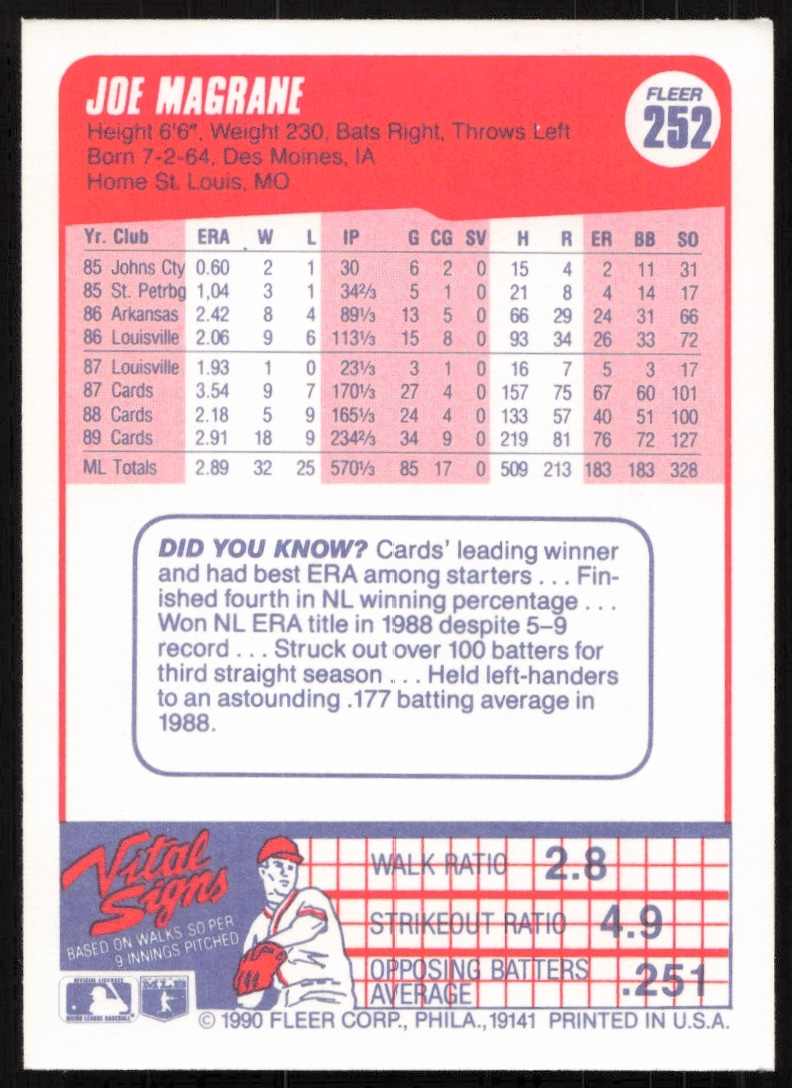 JOE MAGRANE
FLEER
252
Height 6'6", Weight 230, Bats Right, Throws Left
Born 7-2-64, Des Moines, IA
Home St. Louis, MO
Yr. Club ERA W L IP G CG SV H R ER BB SO
85 Johns Cty 0.60 2 1 30 6 2 0 15 4 2 11 31
85 St. Petrbg 1,04 3 1 34⅔ 5 1 0 21 8 4 14 17
86 Arkansas 2.42 8 4 89⅓ 13 5 0 66 29 24 31 66
86 Louisville 2.06 9 6 113⅓ 15 8 0 93 34 26 33 72
87 Louisville 1.93 1 0 23⅓ 3 1 0 16 7 5 3 17
87 Cards 3.54 9 7 170⅓ 27 4 0 157 75 67 60 101
88 Cards 2.18 5 9 165⅓ 24 4 0 133 57 40 51 100
89 Cards 2.91 18 9 234⅔ 34 9 0 219 81 76 72 127
ML Totals 2.89 32 25 570⅓ 85 17 0 509 213 183 183 328
DID YOU KNOW? Cards' leading winner
and had best ERA among starters . . . Fin-
ished fourth in NL winning percentage . . .
Won NL ERA title in 1988 despite 5–9
record . . . Struck out over 100 batters for
third straight season . . . Held left-handers
to an astounding .177 batting average in
1988.
Vital
Signs
BASED ON WALKS, SO PER
9 INNINGS PITCHED
WALK RATIO 2.8
STRIKEOUT RATIO 4.9
OPPOSING BATTERS
AVERAGE .251
OFFICIAL LICENSEE
MAJOR LEAGUE BASEBALL
MLB
© 1990 FLEER CORP., PHILA., 19141 PRINTED IN U.S.A.